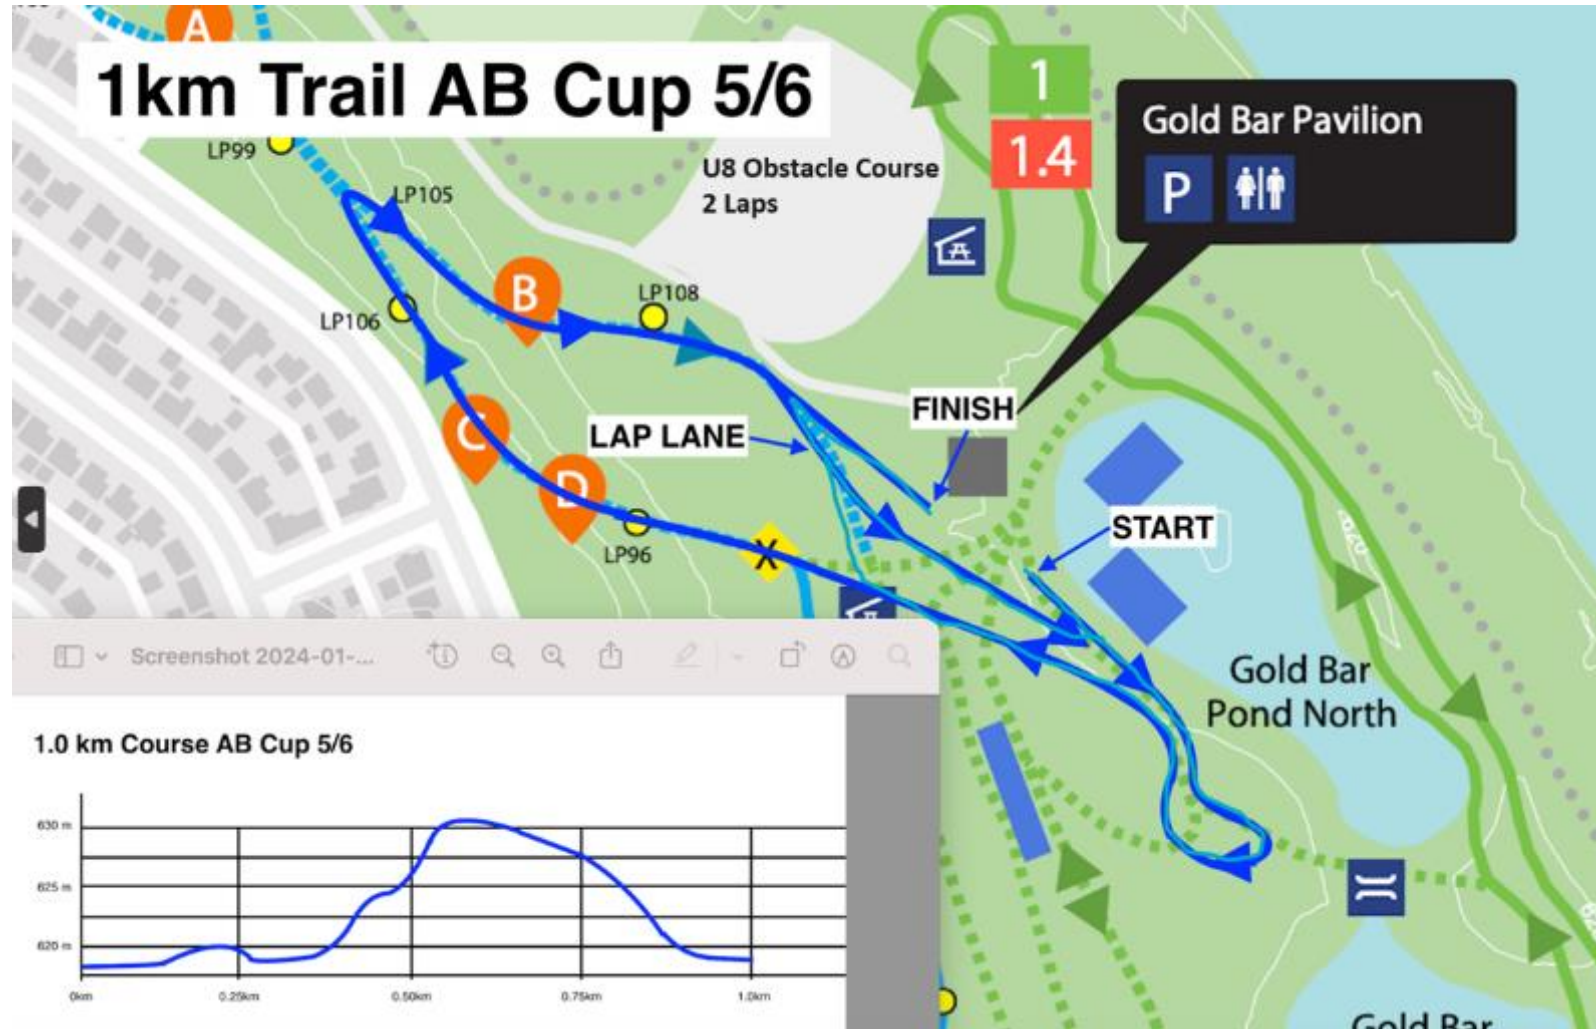 A
1km Trail AB Cup 5/6
LP99
LP105
U8 Obstacle Course
2 Laps
1
1.4
Gold Bar Pavilion
P
B
LP108
LP106
C
LAP LANE
FINISH
D
LP96
X
START
620
Gold Bar
Pond North
Screenshot 2024-01-...
1.0 km Course AB Cup 5/6
630 m
625 m
620 m
0km
0.25km
0.50km
0.75km
1.0km
Gold Bar